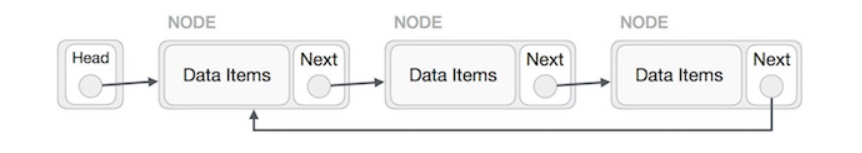 NODE
NODE
NODE
Head
Data Items
Next
Data Items
Next
Data Items
Next